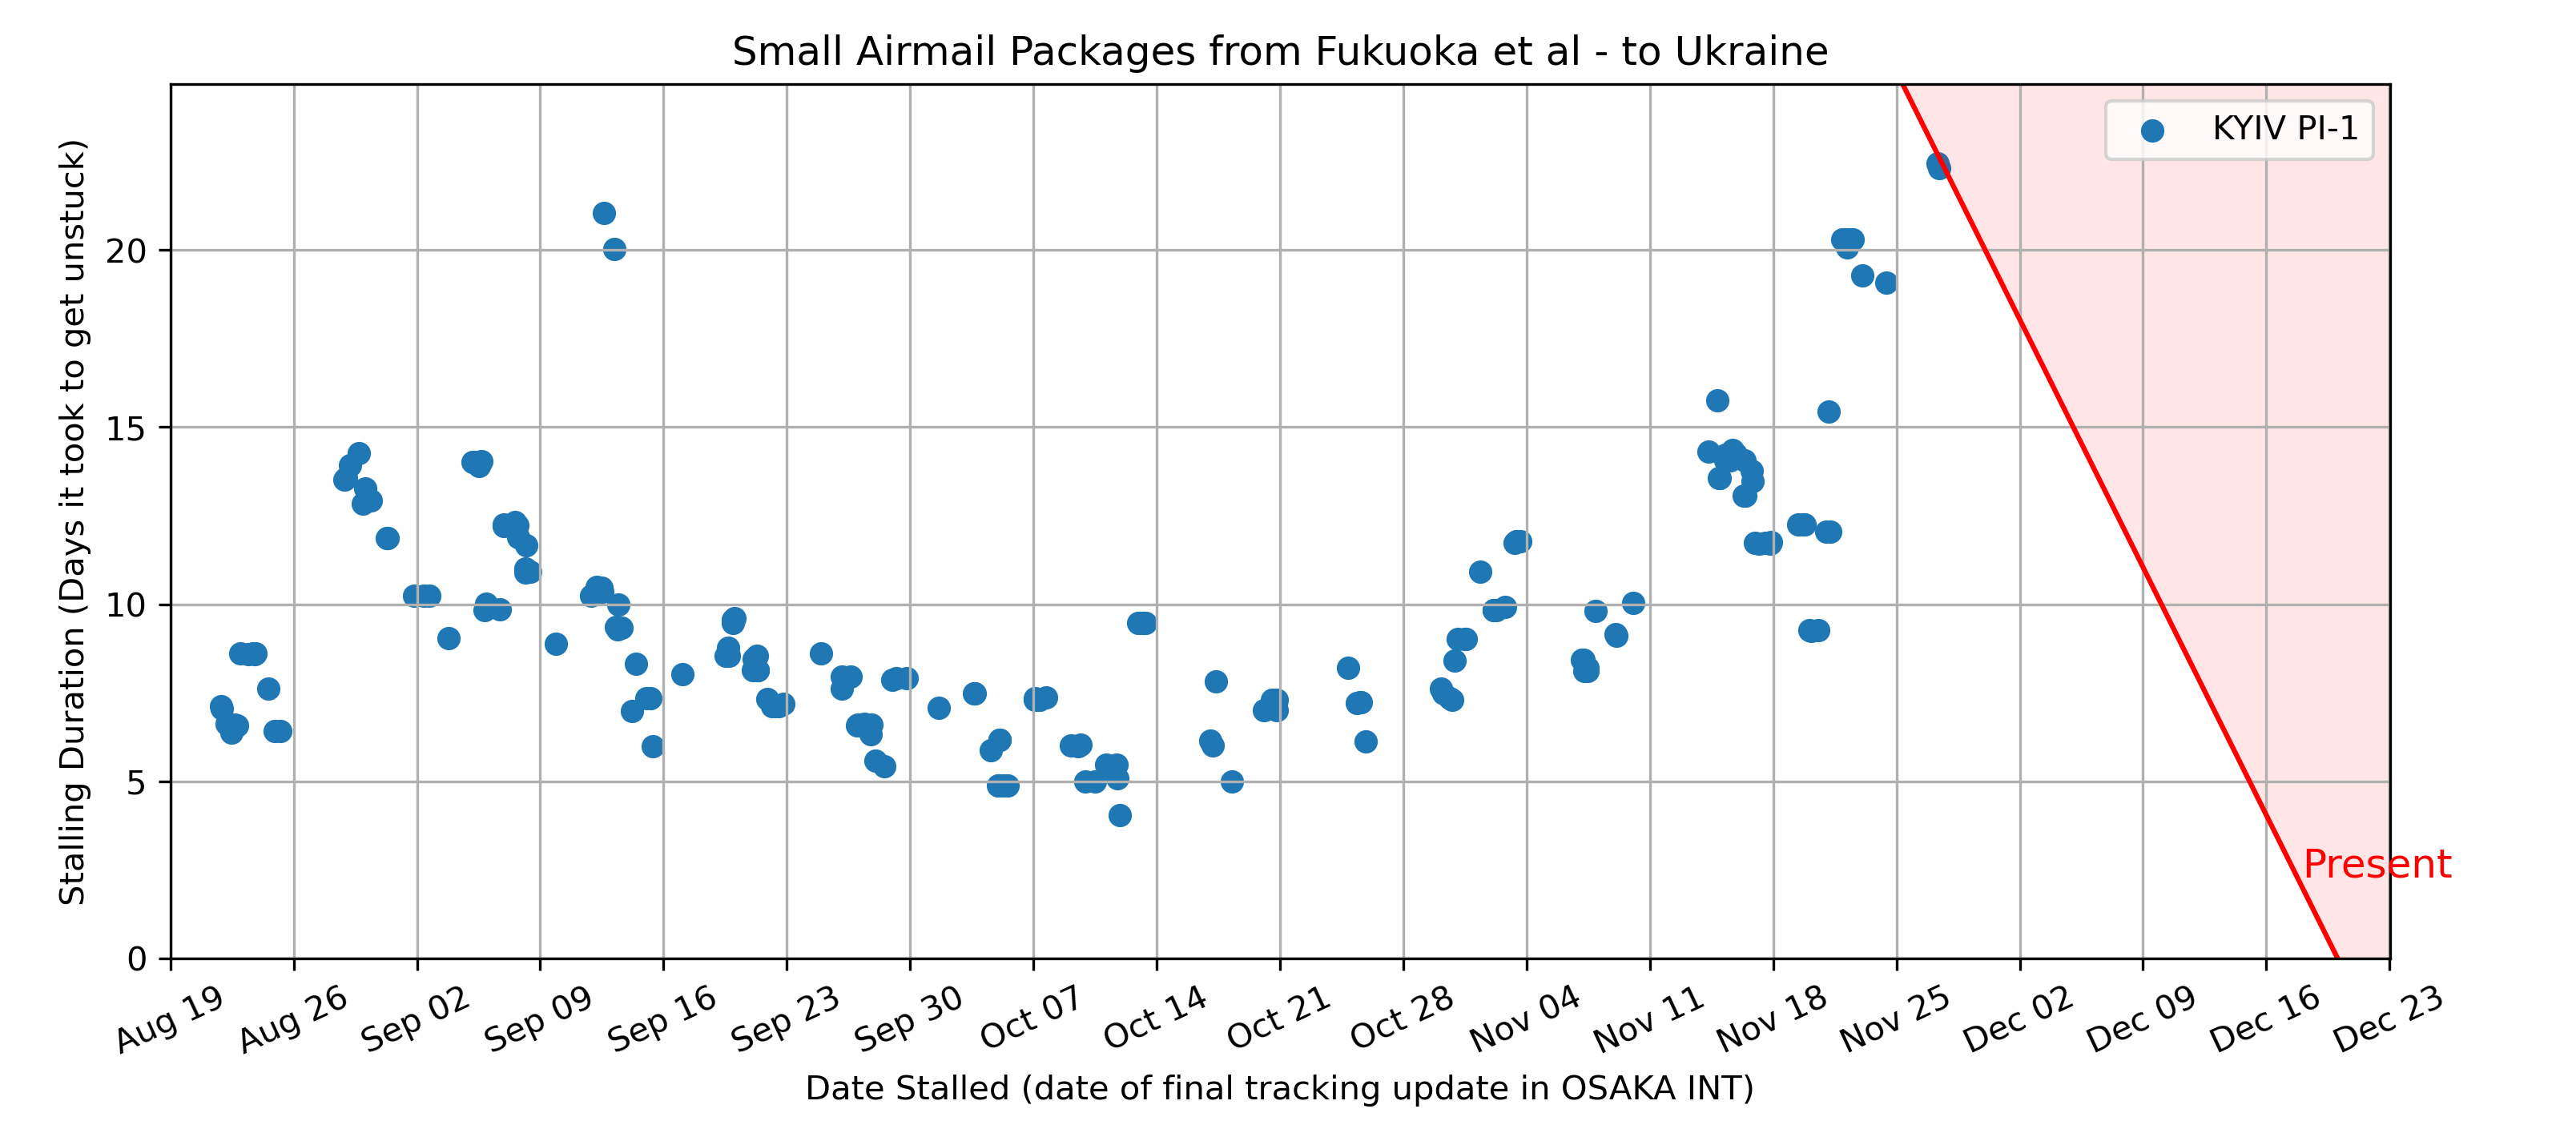 Small Airmail Packages from Fukuoka et al - to Ukraine
KYIV PI-1
Stalling Duration (Days it took to get unstuck)
20
15
10
5
0
Present
Aug 19
Aug 26
Sep 02
Sep 09
Sep 16
Sep 23
Sep 30
Oct 07
Oct 14
Oct 21
Oct 28
Nov 04
Nov 11
Nov 18
Nov 25
Dec 02
Dec 09
Dec 16
Dec 23
Date Stalled (date of final tracking update in OSAKA INT)